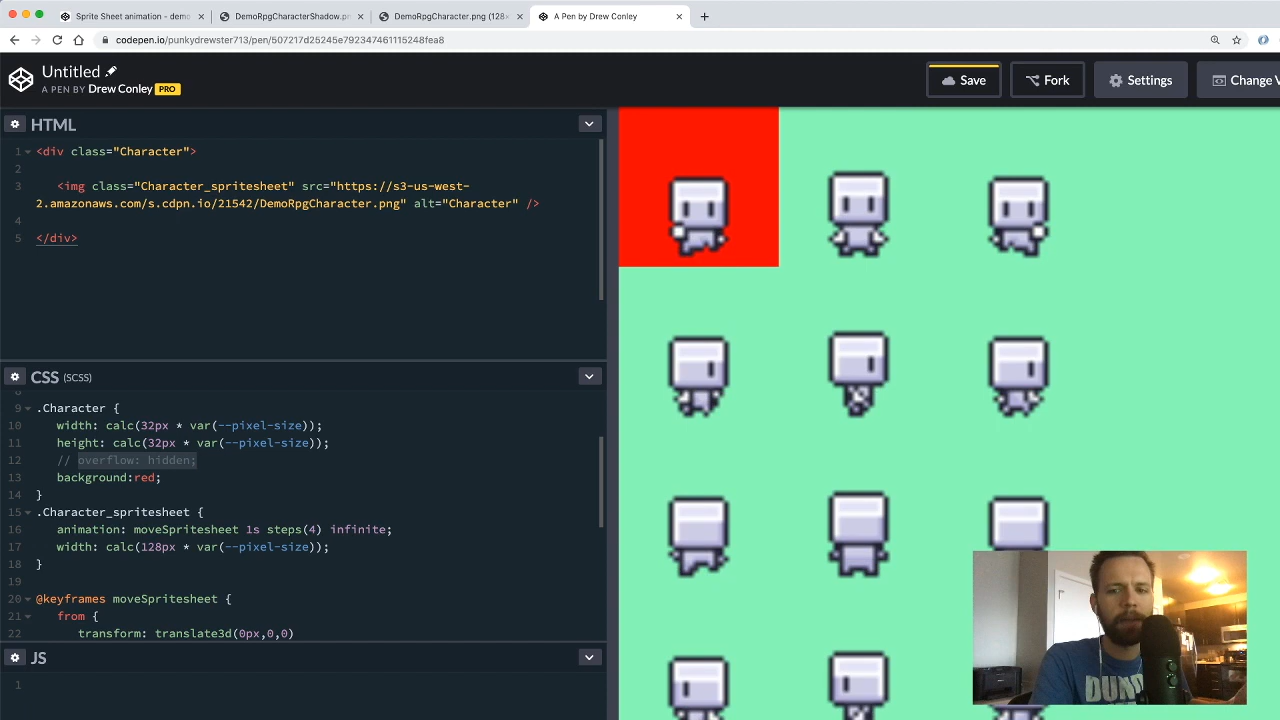 Sprite Sheet animation - demo
DemoRpgCharacterShadow.pn
DemoRpgCharacter.png (128×
A Pen by Drew Conley
codepen.io/punkydrewster713/pen/507217d25245e792347461115248fea8
Untitled
A PEN BY Drew Conley PRO
Save
Fork
Settings
Change V
HTML
1 <div class="Character">
2
3 <img class="Character_spritesheet" src="https://s3-us-west-
2.amazonaws.com/s.cdpn.io/21542/DemoRpgCharacter.png" alt="Character" />
4
5 </div>
CSS (SCSS)
8
9 .Character {
10 width: calc(32px * var(--pixel-size));
11 height: calc(32px * var(--pixel-size));
12 // overflow: hidden;
13 background:red;
14 }
15 .Character_spritesheet {
16 animation: moveSpritesheet 1s steps(4) infinite;
17 width: calc(128px * var(--pixel-size));
18 }
19
20 @keyframes moveSpritesheet {
21 from {
22 transform: translate3d(0px,0,0)
JS
1
DUND